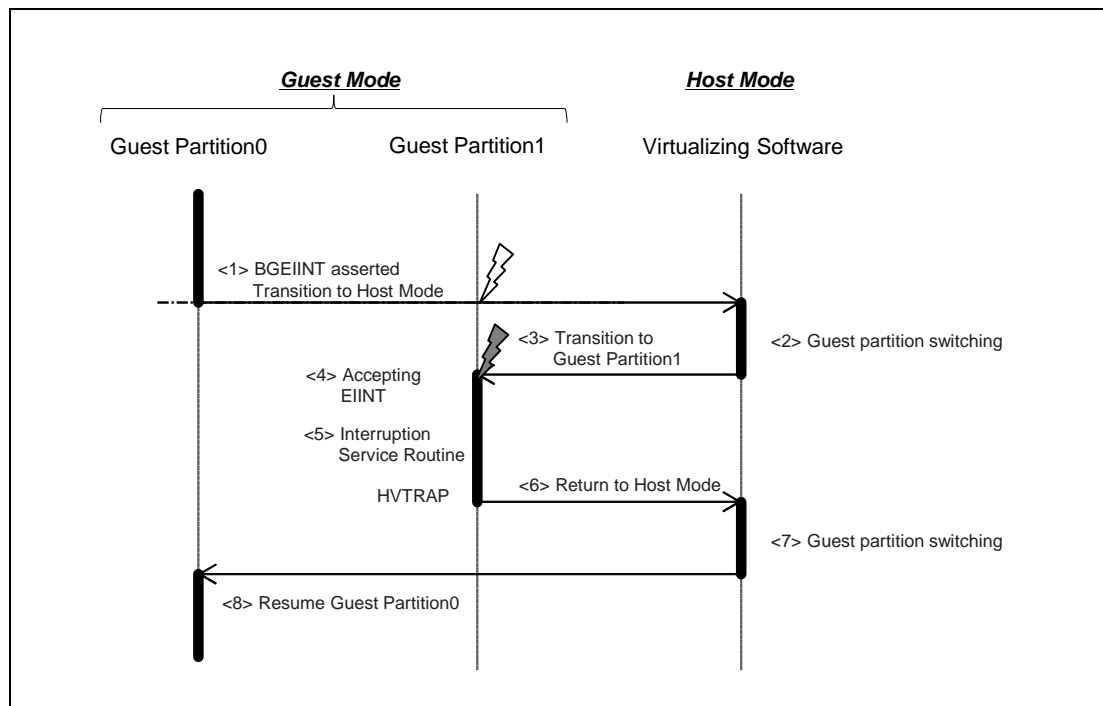 Guest Mode
Host Mode
Guest Partition0
Guest Partition1
Virtualizing Software
<1> BGEIINT asserted
Transition to Host Mode
<2> Guest partition switching
<3> Transition to
Guest Partition1
<4> Accepting
EIINT
<5> Interruption
Service Routine
HVTRAP
<6> Return to Host Mode
<7> Guest partition switching
<8> Resume Guest Partition0